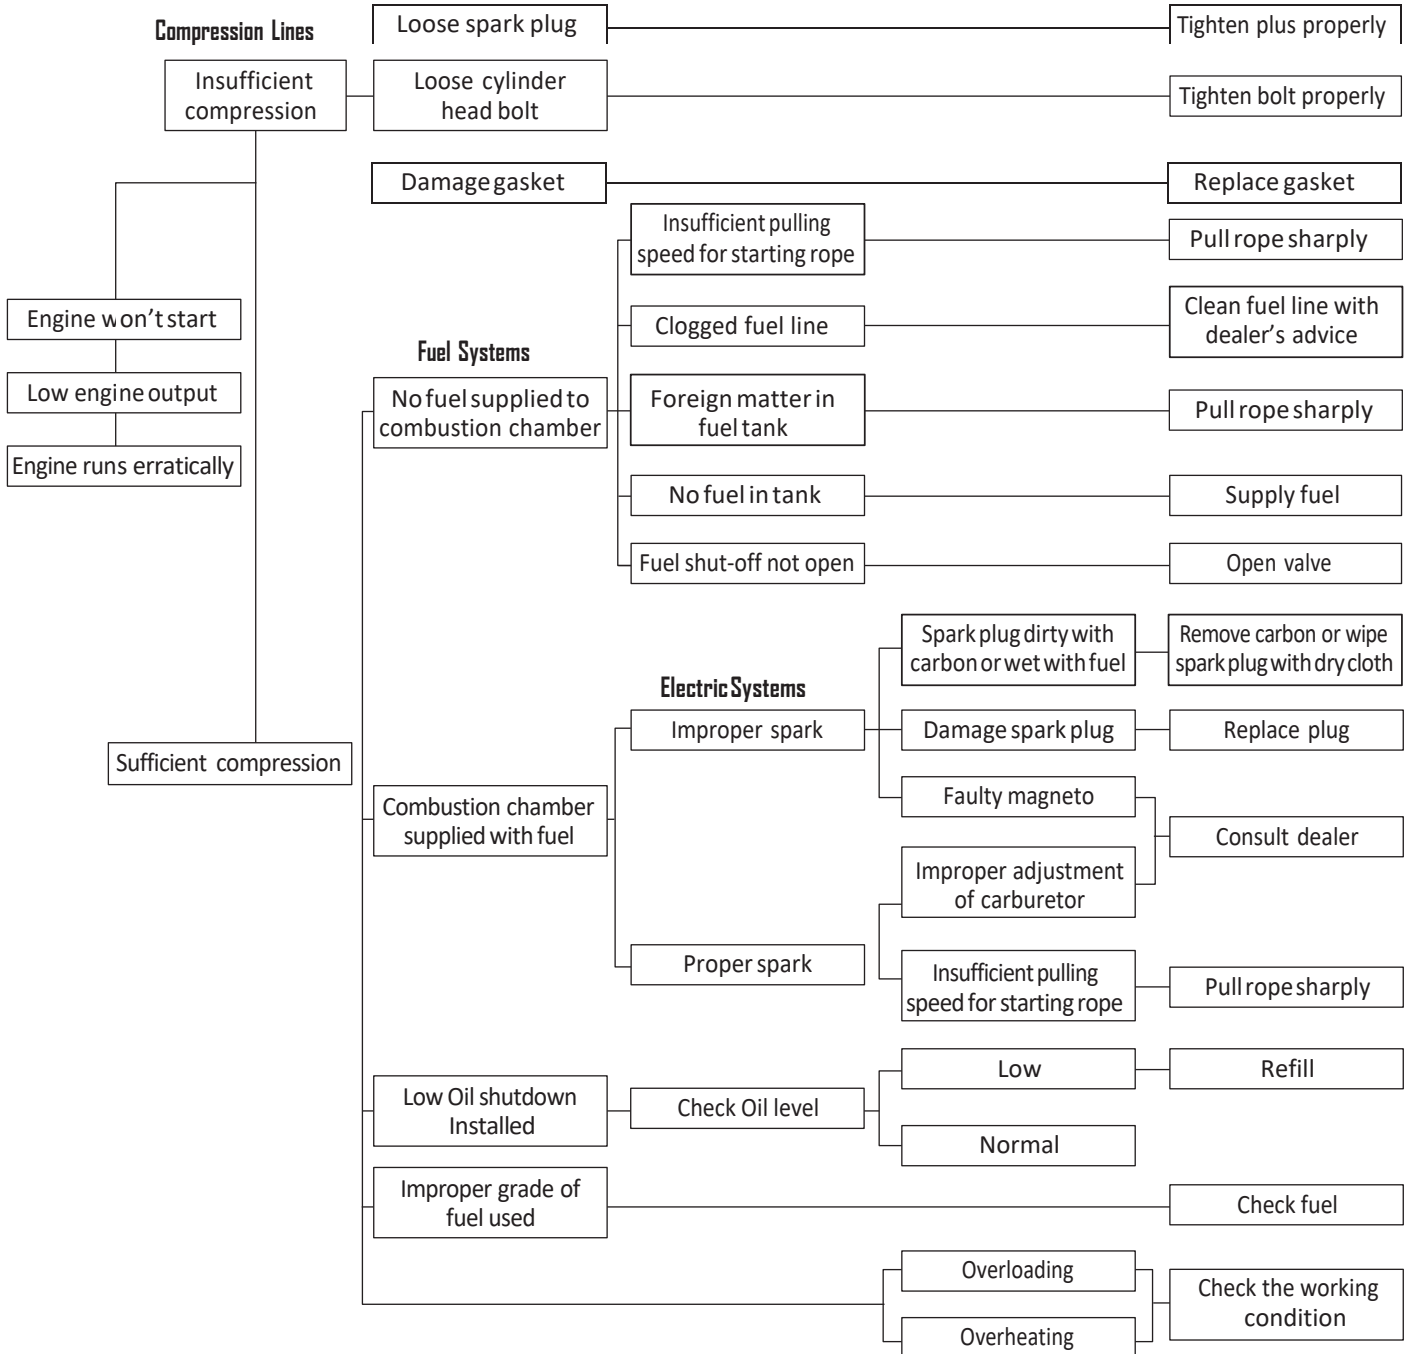 Compression Lines
Loose spark plug
Tighten plus properly
Insufficient
compression
Loose cylinder
head bolt
Tighten bolt properly
Damage gasket
Replace gasket
Insufficient pulling
speed for starting rope
Pull rope sharply
Engine won't start
Clogged fuel line
Clean fuel line with
dealer's advice
Fuel Systems
Low engine output
No fuel supplied to
combustion chamber
Foreign matter in
fuel tank
Pull rope sharply
Engine runs erratically
No fuel in tank
Supply fuel
Fuel shut-off not open
Open valve
Spark plug dirty with
carbon or wet with fuel
Remove carbon or wipe
spark plug with dry cloth
Electric Systems
Improper spark
Damage spark plug
Replace plug
Sufficient compression
Combustion chamber
supplied with fuel
Faulty magneto
Consult dealer
Improper adjustment
of carburetor
Proper spark
Insufficient pulling
speed for starting rope
Pull rope sharply
Low Oil shutdown
Installed
Check Oil level
Low
Refill
Normal
Improper grade of
fuel used
Check fuel
Overloading
Check the working
condition
Overheating